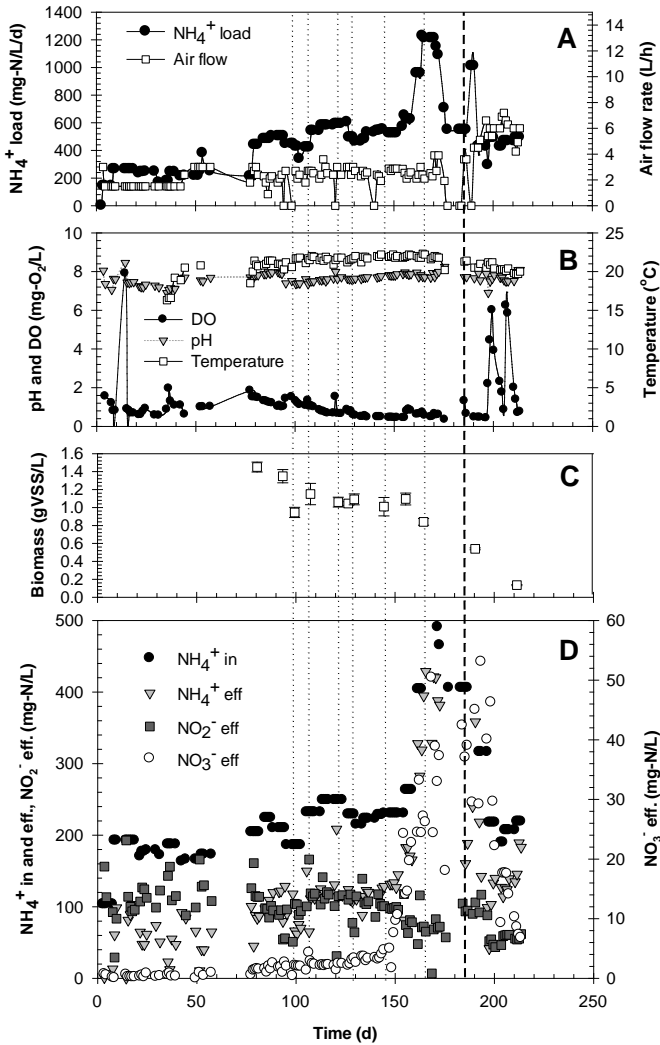 A
NH₄⁺ load
Air flow
NH₄⁺ load (mg-N/L/d)
1400
1200
1000
800
600
400
200
0
Air flow rate (L/h)
14
12
10
8
6
4
2
0
B
DO
pH
Temperature
pH and DO (mg-O₂/L)
10
8
6
4
2
0
Temperature (°C)
25
20
15
10
5
0
C
Biomass (gVSS/L)
1.6
1.4
1.2
1.0
0.8
0.6
0.4
0.2
0.0
D
NH₄⁺ in
NH₄⁺ eff
NO₂⁻ eff
NO₃⁻ eff
NH₄⁺ in and eff., NO₂⁻ eff. (mg-N/L)
500
400
300
200
100
0
NO₃⁻ eff. (mg-N/L)
60
50
40
30
20
10
0
0 50 100 150 200 250
Time (d)